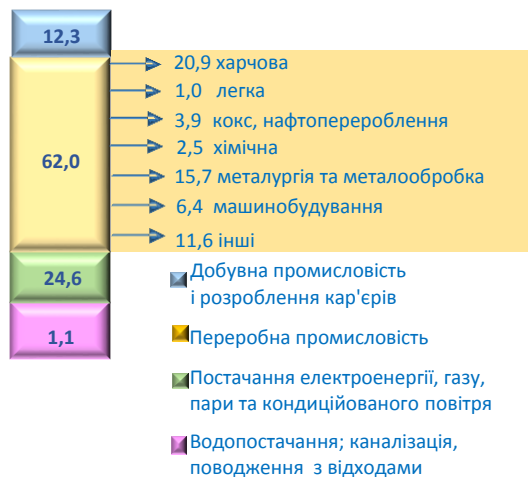 12,3
62,0
24,6
1,1
20,9 харчова
1,0 легка
3,9 кокс, нафтоперероблення
2,5 хімічна
15,7 металургія та металообробка
6,4 машинобудування
11,6 інші
Добувна промисловість
і розроблення кар'єрів
Переробна промисловість
Постачання електроенергії, газу,
пари та кондиційованого повітря
Водопостачання; каналізація,
поводження з відходами